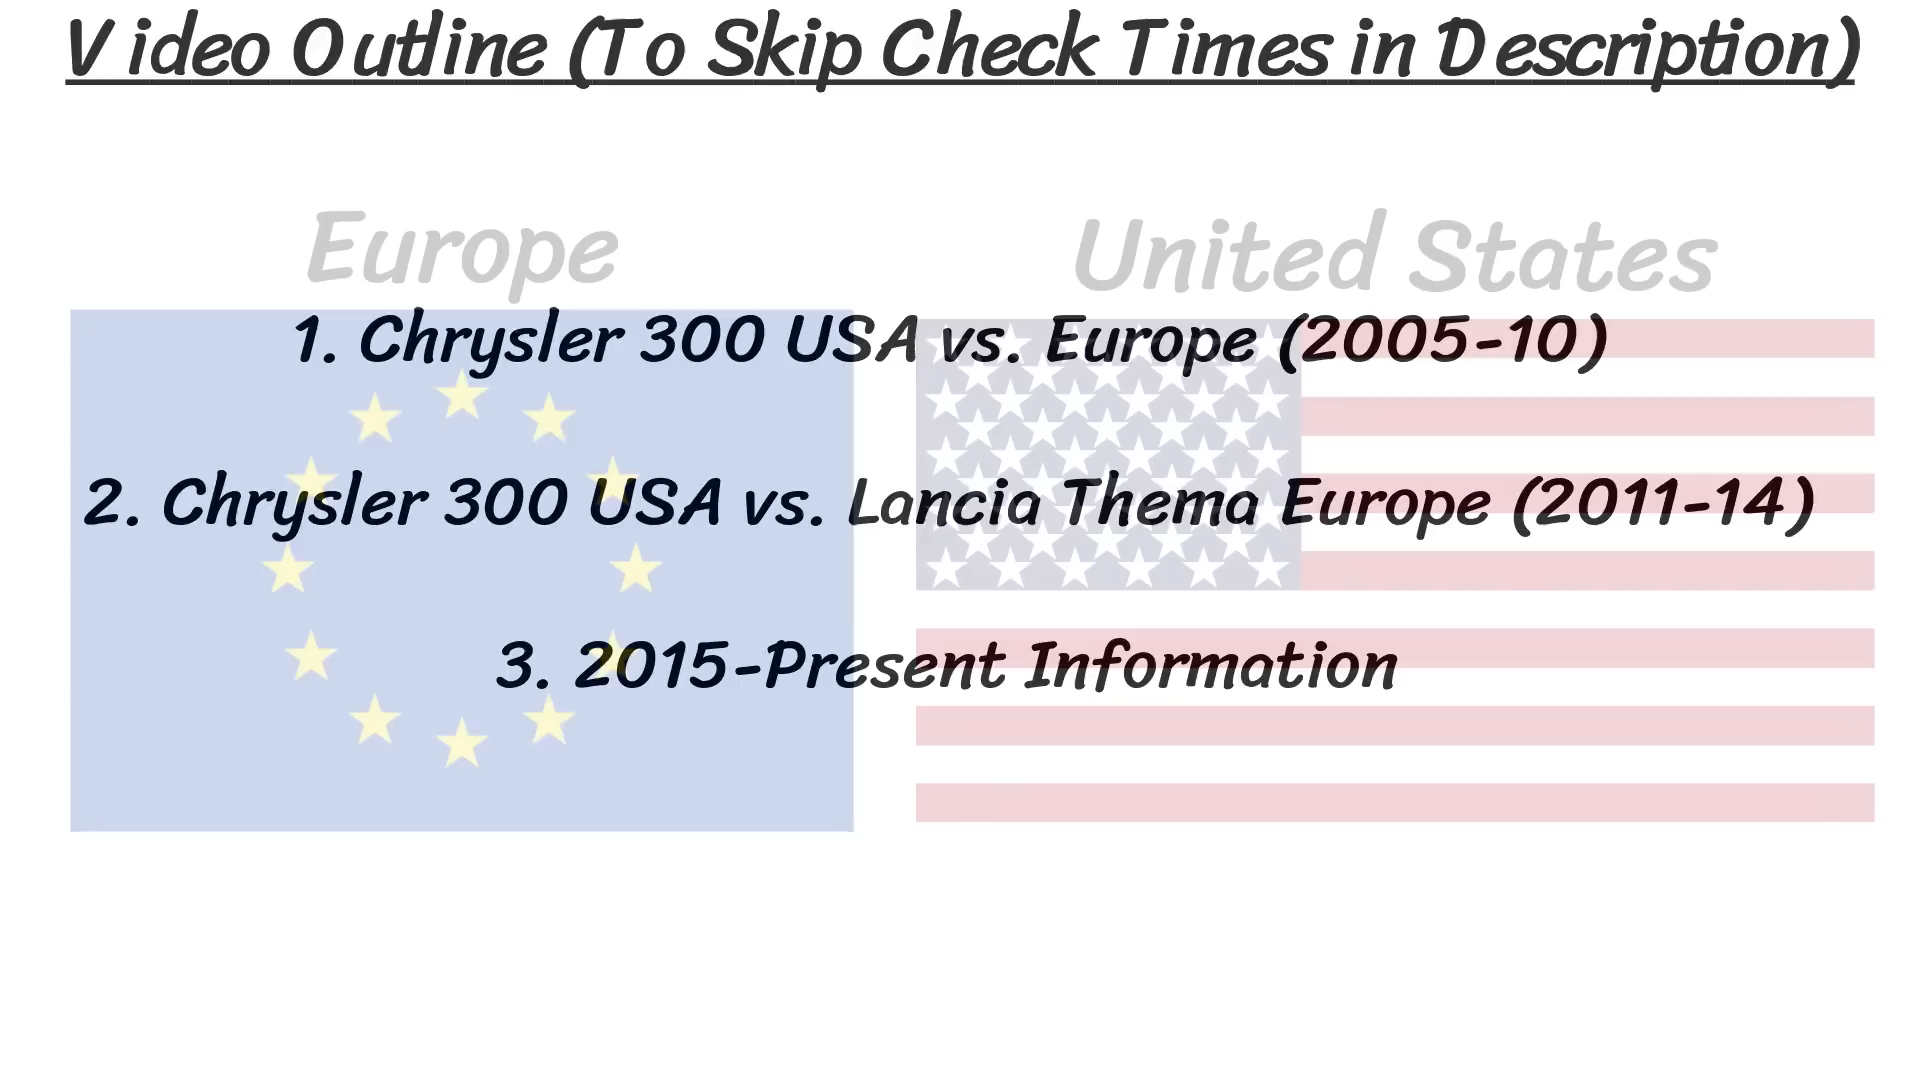 Video Outline (To Skip Check Times in Description)
Europe
United States
1. Chrysler 300 USA vs. Europe (2005-10)
2. Chrysler 300 USA vs. Lancia Thema Europe (2011-14)
3. 2015-Present Information